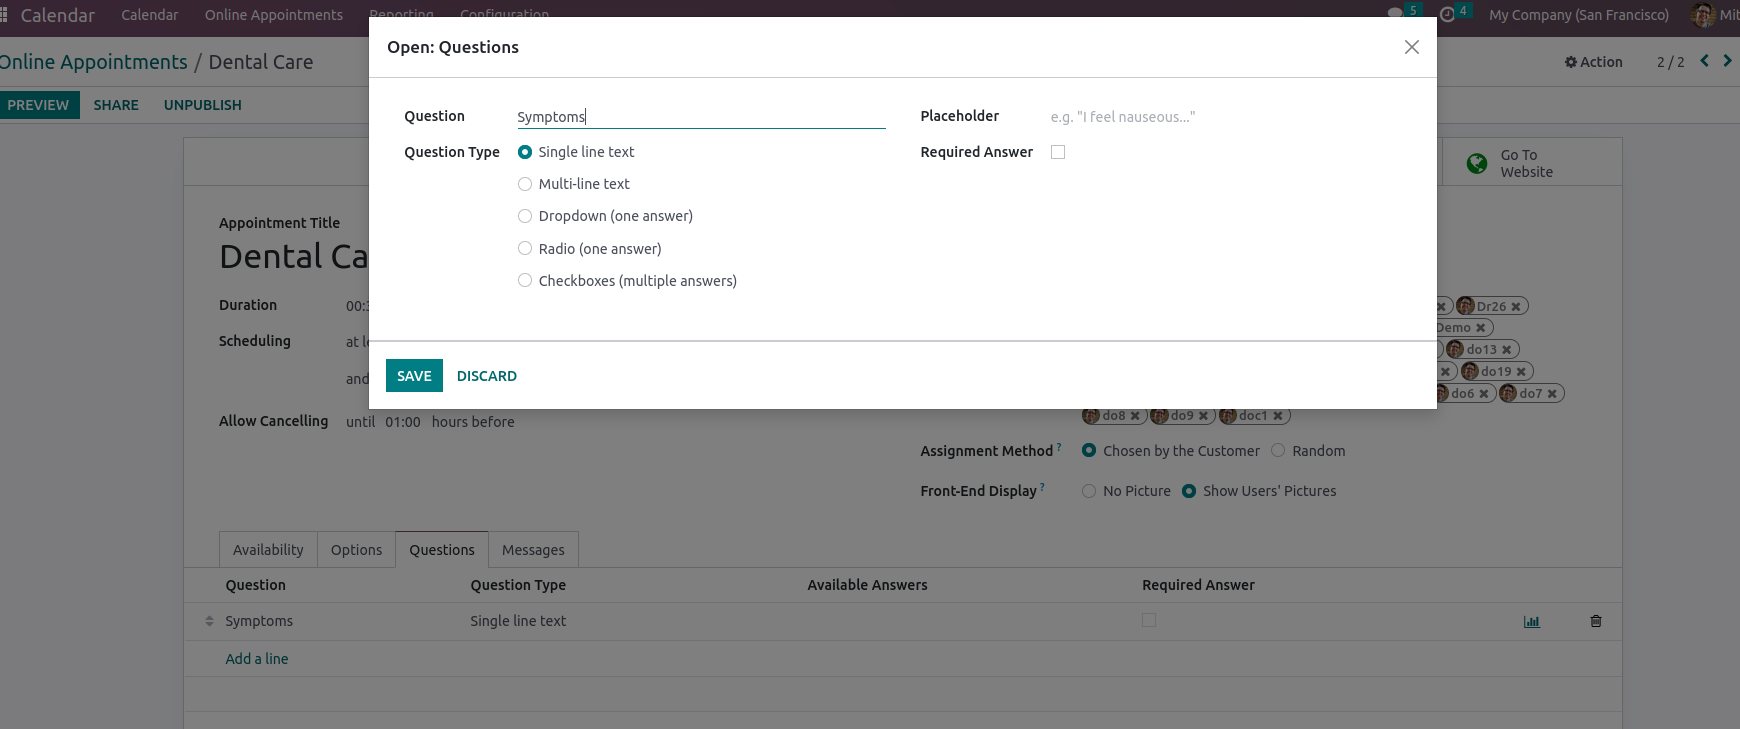 Calendar Calendar Online Appointments Reporting Configuration 5 4 My Company (San Francisco) Mit
Online Appointments / Dental Care Action 2 / 2
PREVIEW SHARE UNPUBLISH
Open: Questions
Question Symptoms Placeholder e.g. "I feel nauseous..."
Question Type Single line text Required Answer
Multi-line text
Dropdown (one answer)
Radio (one answer)
Checkboxes (multiple answers)
SAVE DISCARD
Go To
Website
Appointment Title
Dental Ca
Duration 00:3
Scheduling at le
and
Allow Cancelling until 01:00 hours before
Dr26
Demo
do13
do19
do6 do7
do8 do9 doc1
Assignment Method ? Chosen by the Customer Random
Front-End Display ? No Picture Show Users' Pictures
Availability Options Questions Messages
Question Question Type Available Answers Required Answer
Symptoms Single line text
Add a line